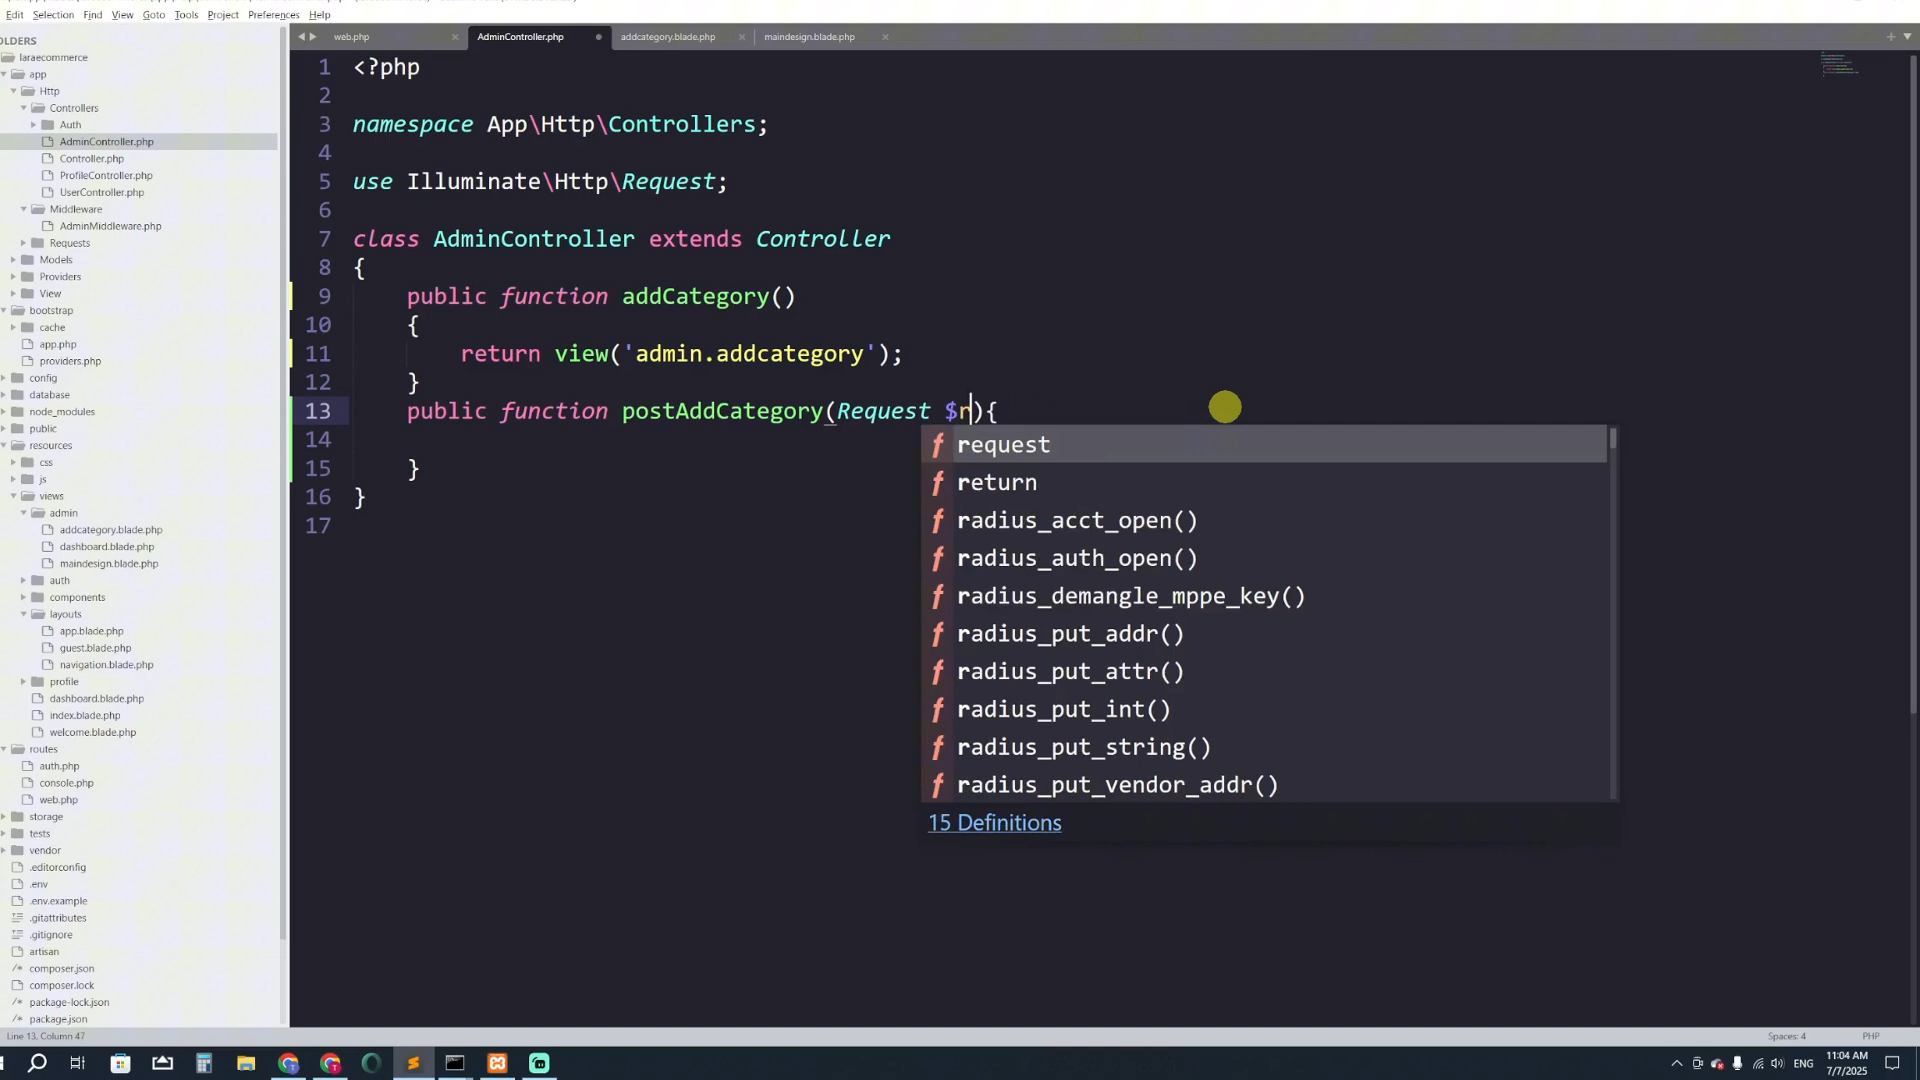 Edit Selection Find View Goto Tools Project Preferences Help
OLDERS
laraecommerce
app
Http
Controllers
Auth
AdminController.php
Controller.php
ProfileController.php
UserController.php
Middleware
AdminMiddleware.php
Requests
Models
Providers
View
bootstrap
cache
app.php
providers.php
config
database
node_modules
public
resources
css
js
views
admin
addcategory.blade.php
dashboard.blade.php
maindesign.blade.php
auth
components
layouts
app.blade.php
guest.blade.php
navigation.blade.php
profile
dashboard.blade.php
index.blade.php
welcome.blade.php
routes
auth.php
console.php
web.php
storage
tests
vendor
.editorconfig
.env
.env.example
.gitattributes
.gitignore
artisan
/* composer.json
composer.lock
/* package-lock.json
/* package.json
web.php AdminController.php addcategory.blade.php maindesign.blade.php
1 <?php
2
3 namespace App\Http\Controllers;
4
5 use Illuminate\Http\Request;
6
7 class AdminController extends Controller
8 {
9 public function addCategory()
10 {
11 return view('admin.addcategory');
12 }
13 public function postAddCategory(Request $r){
14
15 }
16 }
17
f request
f return
f radius_acct_open()
f radius_auth_open()
f radius_demangle_mppe_key()
f radius_put_addr()
f radius_put_attr()
f radius_put_int()
f radius_put_string()
f radius_put_vendor_addr()
15 Definitions
Line 13, Column 47 Spaces: 4 PHP
ENG
11:04 AM
7/7/2025